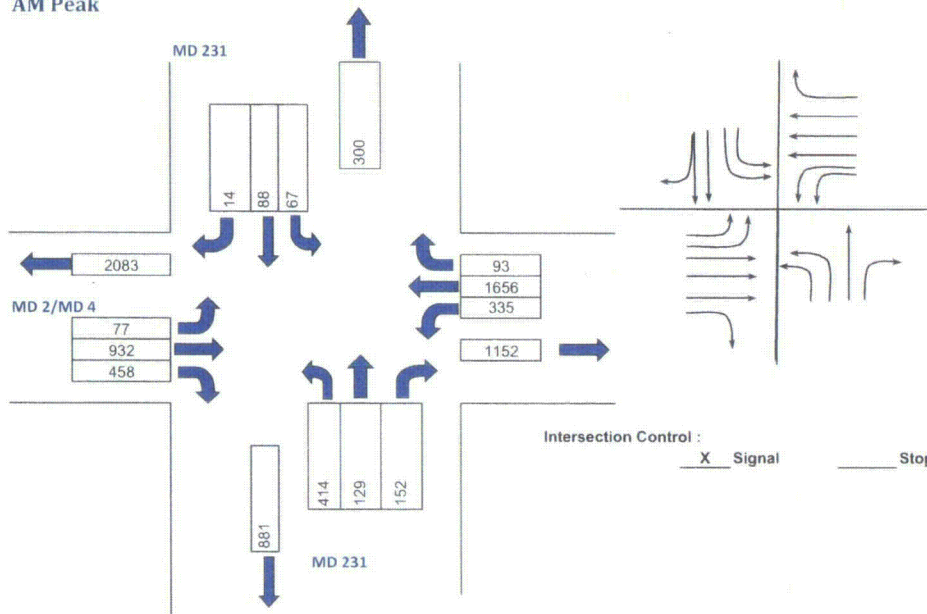 AM Peak
MD 231
300
14
88
67
2083
93
1656
335
MD 2/MD 4
77
932
458
1152
Intersection Control :
X Signal Stop
414
129
152
881
MD 231